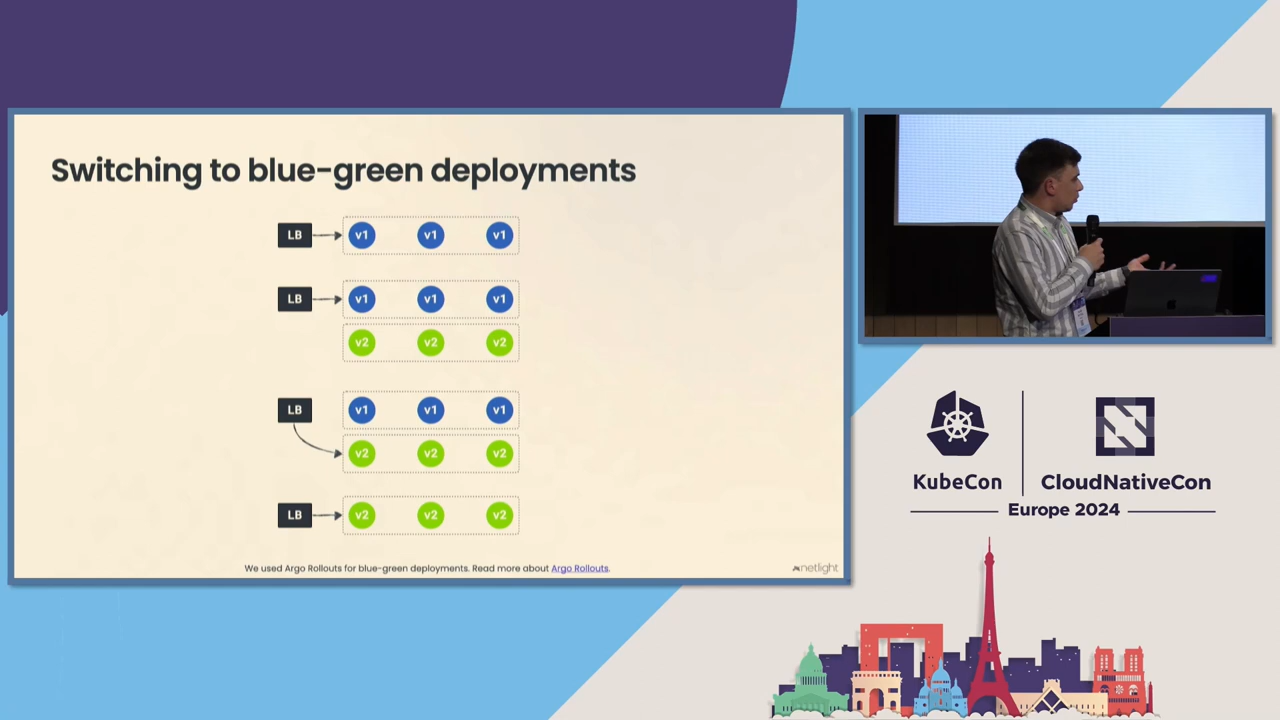 Switching to blue-green deployments
LB v1 v1 v1
LB v1 v1 v1
v2 v2 v2
LB v1 v1 v1
v2 v2 v2
LB v2 v2 v2
We used Argo Rollouts for blue-green deployments. Read more about Argo Rollouts.
netlight
KubeCon
CloudNativeCon
Europe 2024